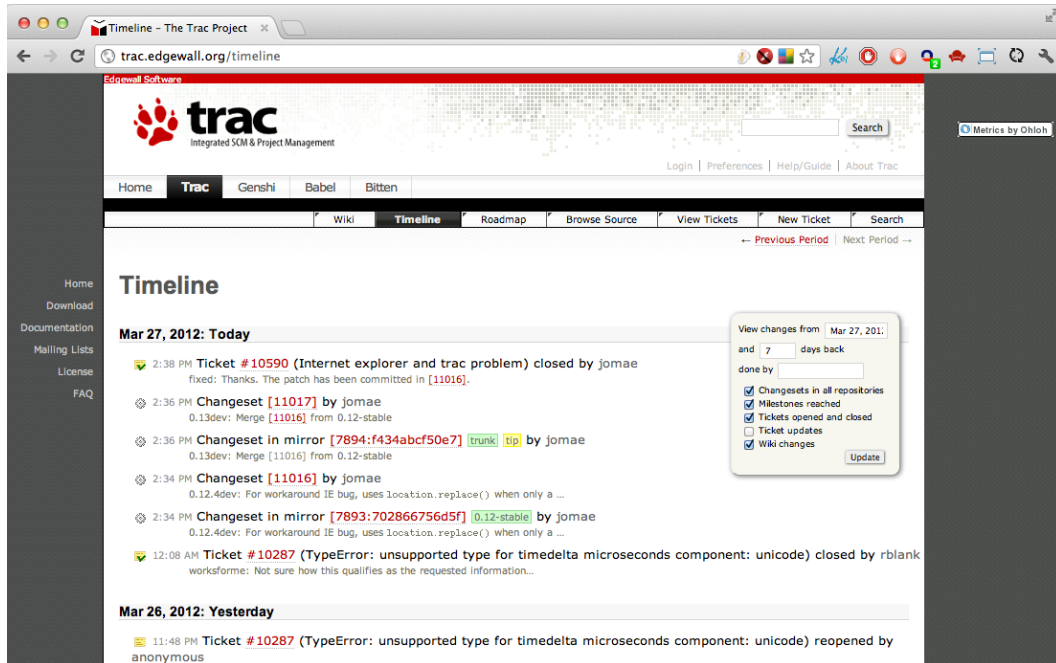 Timeline - The Trac Project
trac.edgewall.org/timeline
2
Edgewall Software
trac
Integrated SCM & Project Management
Search
Metrics by Ohloh
Login | Preferences | Help/Guide | About Trac
Home Trac Genshi Babel Bitten
Wiki Timeline Roadmap Browse Source View Tickets New Ticket Search
← Previous Period | Next Period →
Home
Download
Documentation
Mailing Lists
License
FAQ
Timeline
View changes from Mar 27, 201
and 7 days back
done by
Changesets in all repositories
Milestones reached
Tickets opened and closed
Ticket updates
Wiki changes
Update
Mar 27, 2012: Today
2:38 PM Ticket #10590 (Internet explorer and trac problem) closed by jomae
fixed: Thanks. The patch has been committed in [11016].
2:36 PM Changeset [11017] by jomae
0.13dev: Merge [11016] from 0.12-stable
2:36 PM Changeset in mirror [7894:f434abcf50e7] trunk tip by jomae
0.13dev: Merge [11016] from 0.12-stable
2:34 PM Changeset [11016] by jomae
0.12.4dev: For workaround IE bug, uses location.replace() when only a ...
2:34 PM Changeset in mirror [7893:702866756d5f] 0.12-stable by jomae
0.12.4dev: For workaround IE bug, uses location.replace() when only a ...
12:08 AM Ticket #10287 (TypeError: unsupported type for timedelta microseconds component: unicode) closed by rblank
worksforme: Not sure how this qualifies as the requested information...
Mar 26, 2012: Yesterday
11:48 PM Ticket #10287 (TypeError: unsupported type for timedelta microseconds component: unicode) reopened by
anonymous